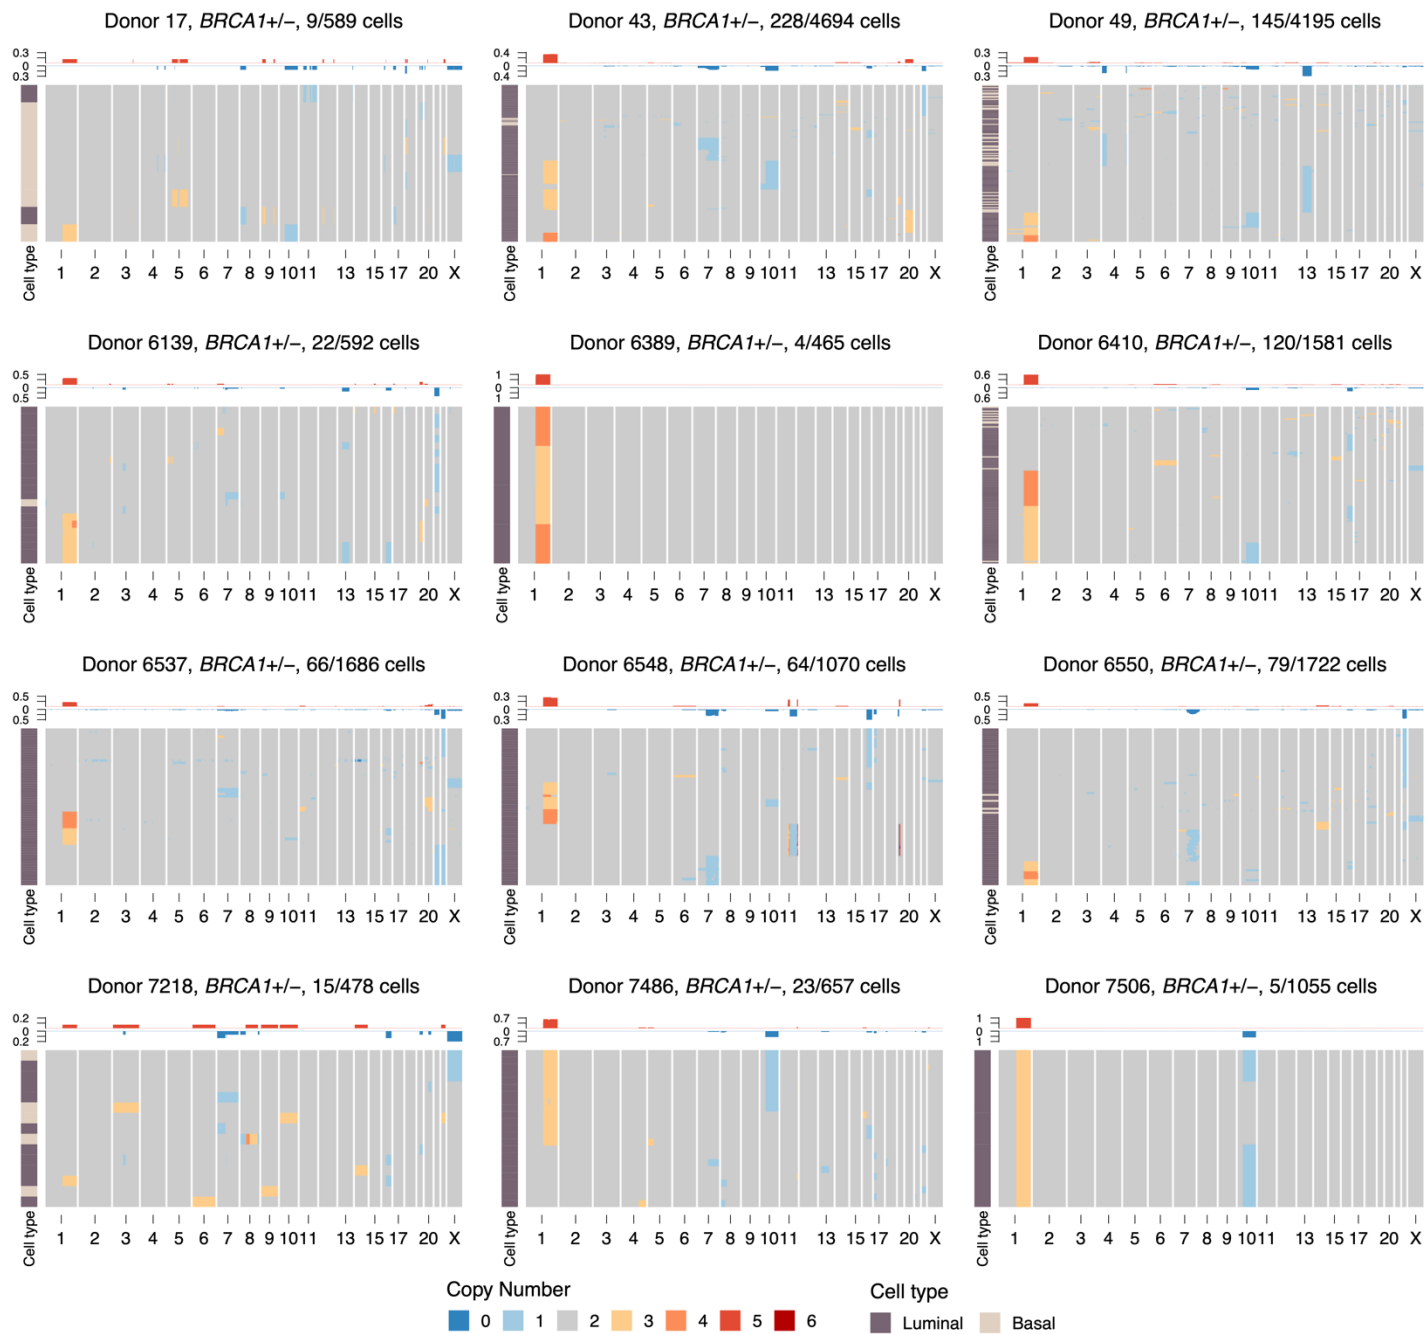 Donor 17, BRCA1+/−, 9/589 cells
0.3
0
0.3
Cell type
1 2 3 4 5 6 7 8 9 10 11 13 15 17 20 X
Donor 43, BRCA1+/−, 228/4694 cells
0.4
0
0.4
Cell type
1 2 3 4 5 6 7 8 9 10 11 13 15 17 20 X
Donor 49, BRCA1+/−, 145/4195 cells
0.3
0
0.3
Cell type
1 2 3 4 5 6 7 8 9 10 11 13 15 17 20 X
Donor 6139, BRCA1+/−, 22/592 cells
0.5
0
0.5
Cell type
1 2 3 4 5 6 7 8 9 10 11 13 15 17 20 X
Donor 6389, BRCA1+/−, 4/465 cells
1
0
1
Cell type
1 2 3 4 5 6 7 8 9 10 11 13 15 17 20 X
Donor 6410, BRCA1+/−, 120/1581 cells
0.6
0
0.6
Cell type
1 2 3 4 5 6 7 8 9 10 11 13 15 17 20 X
Donor 6537, BRCA1+/−, 66/1686 cells
0.5
0
0.5
Cell type
1 2 3 4 5 6 7 8 9 10 11 13 15 17 20 X
Donor 6548, BRCA1+/−, 64/1070 cells
0.3
0
0.3
Cell type
1 2 3 4 5 6 7 8 9 10 11 13 15 17 20 X
Donor 6550, BRCA1+/−, 79/1722 cells
0.5
0
0.5
Cell type
1 2 3 4 5 6 7 8 9 10 11 13 15 17 20 X
Donor 7218, BRCA1+/−, 15/478 cells
0.2
0
0.2
Cell type
1 2 3 4 5 6 7 8 9 10 11 13 15 17 20 X
Donor 7486, BRCA1+/−, 23/657 cells
0.7
0
0.7
Cell type
1 2 3 4 5 6 7 8 9 10 11 13 15 17 20 X
Donor 7506, BRCA1+/−, 5/1055 cells
1
0
1
Cell type
1 2 3 4 5 6 7 8 9 10 11 13 15 17 20 X
Copy Number
0 1 2 3 4 5 6
Cell type
Luminal Basal